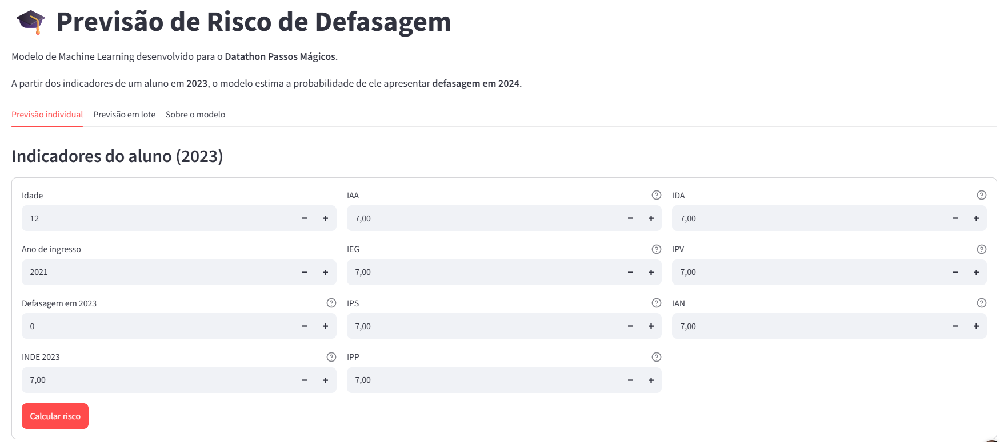 Previsão de Risco de Defasagem
Modelo de Machine Learning desenvolvido para o Datathon Passos Mágicos.
A partir dos indicadores de um aluno em 2023, o modelo estima a probabilidade de ele apresentar defasagem em 2024.
Previsão individual Previsão em lote Sobre o modelo
Indicadores do aluno (2023)
Idade IAA IDA
12 7,00 7,00
Ano de ingresso IEG IPV
2021 7,00 7,00
Defasagem em 2023 IPS IAN
0 7,00 7,00
INDE 2023 IPP
7,00 7,00
Calcular risco